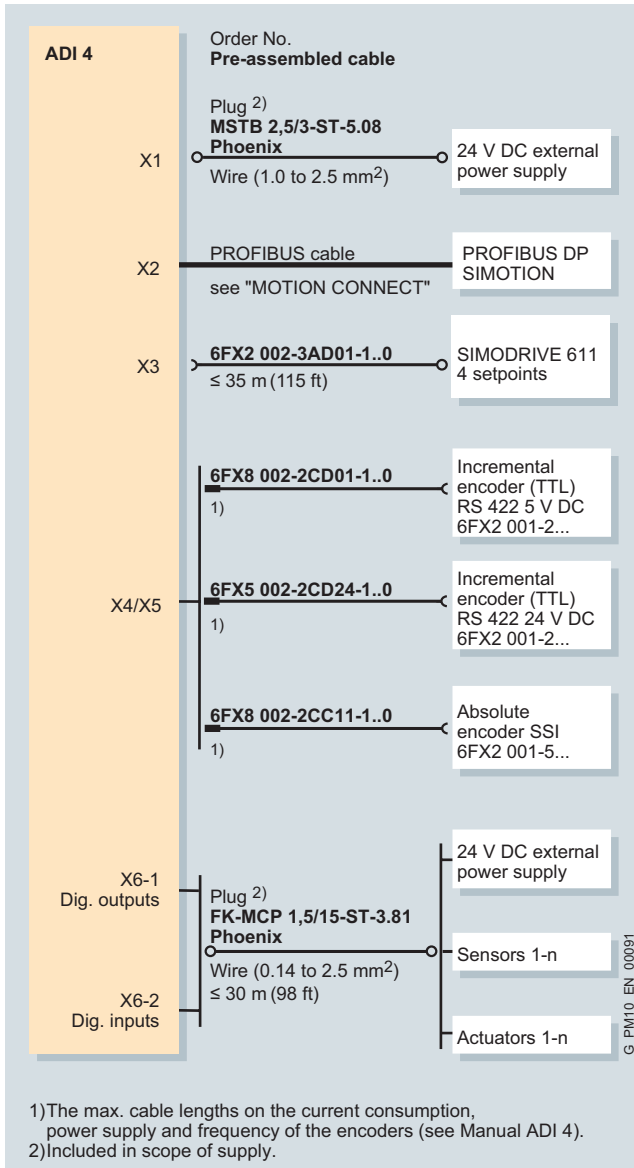 ADI 4
Order No.
Pre-assembled cable
Plug 2)
MSTB 2,5/3-ST-5.08
Phoenix
X1
Wire (1.0 to 2.5 mm2)
24 V DC external
power supply
X2
PROFIBUS cable
see "MOTION CONNECT"
PROFIBUS DP
SIMOTION
X3
6FX2 002-3AD01-1..0
≤ 35 m (115 ft)
SIMODRIVE 611
4 setpoints
X4/X5
6FX8 002-2CD01-1..0
1)
Incremental
encoder (TTL)
RS 422 5 V DC
6FX2 001-2...
6FX5 002-2CD24-1..0
1)
Incremental
encoder (TTL)
RS 422 24 V DC
6FX2 001-2...
6FX8 002-2CC11-1..0
1)
Absolute
encoder SSI
6FX2 001-5...
X6-1
Dig. outputs
X6-2
Dig. inputs
Plug 2)
FK-MCP 1,5/15-ST-3.81
Phoenix
Wire (0.14 to 2.5 mm2)
≤ 30 m (98 ft)
24 V DC external
power supply
Sensors 1-n
Actuators 1-n
G_PM10_EN_00091
1)The max. cable lengths on the current consumption,
power supply and frequency of the encoders (see Manual ADI 4).
2)Included in scope of supply.